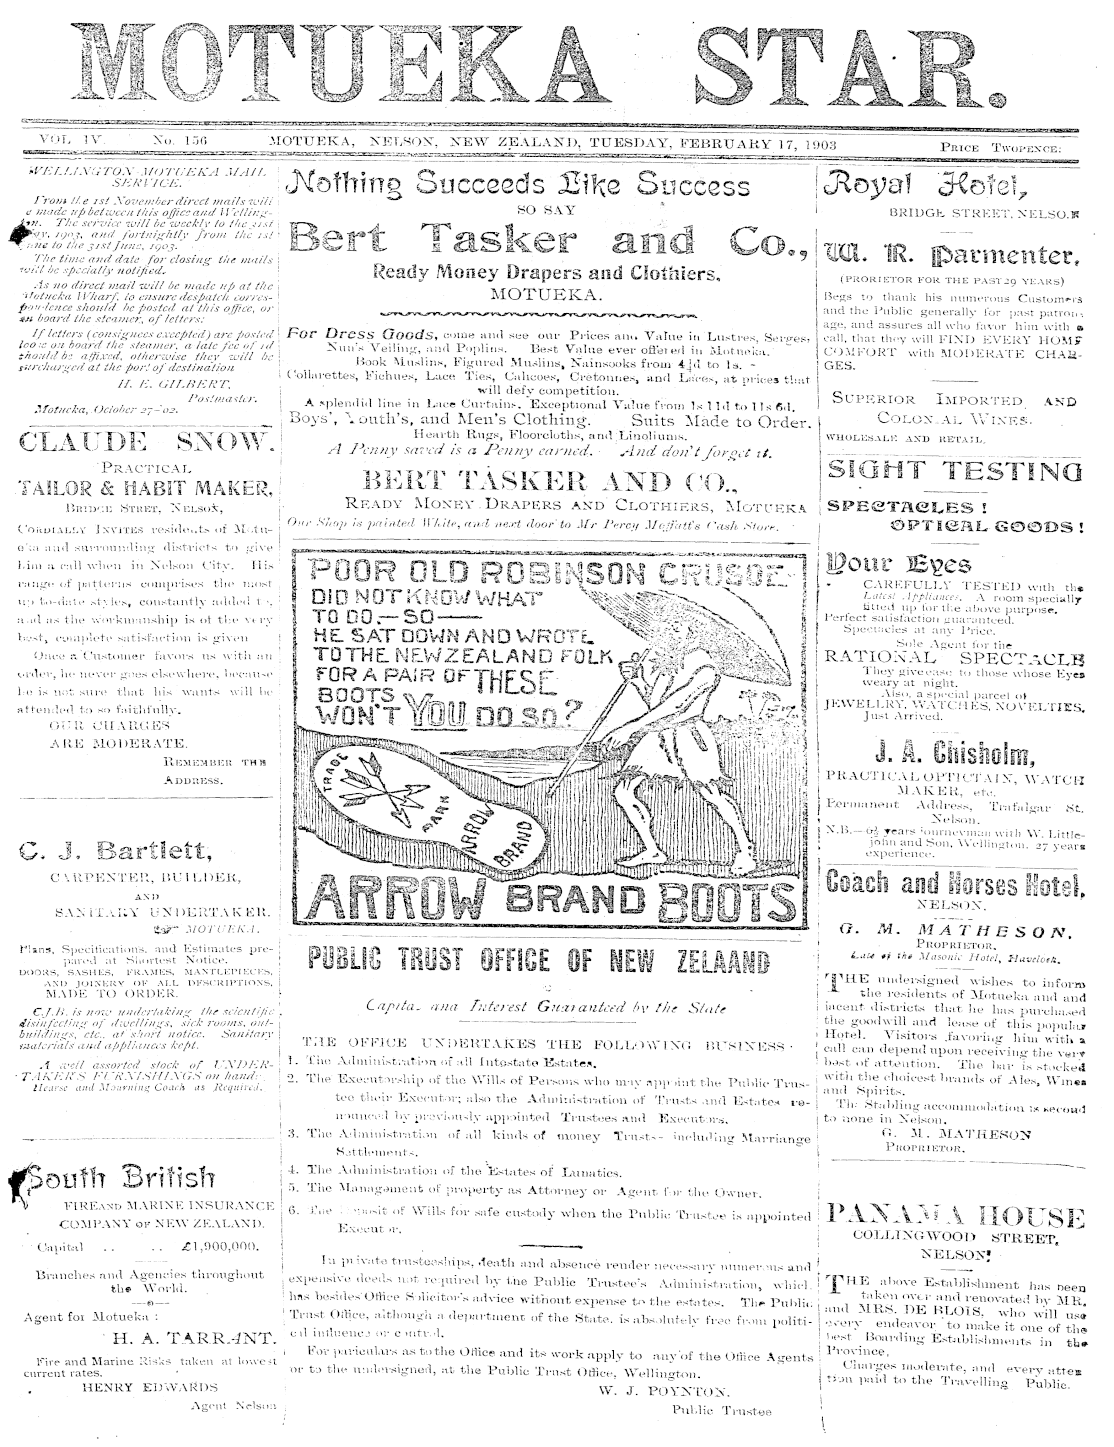 MOTUEKA STAR.
VOL. IV No. 156 MOTUEKA, NELSON, NEW ZEALAND, TUESDAY, FEBRUARY 17, 1903 PRICE TWOPENCE:
WELLINGTON-MOTUEKA MAIL
SERVICE.
From the 1st November direct mails will
e made up between this office and Welling-
ton. The service will be weekly to the 31st
May, 1903, and fortnightly from the 1st
June to the 31st June, 1903.
The time and date for closing the mails
will be specially notified.
As no direct mail will be made up at the
Motueka Wharf, to ensure despatch corres-
pondence should be posted at this office, or
on board the steamer, of letters;
If letters (consignees excepted) are posted
loose on board the steamer, a late fee of 1d
should be affixed, otherwise they will be
surcharged at the port of destination
H. E. GILBERT,
Postmaster.
Motueka, October 27-02.
CLAUDE SNOW.
PRACTICAL
TAILOR & HABIT MAKER,
BRIDGE STRET, NELSON,
CORDIALLY INVITES residents of Motu-
eka and surrounding districts to give
him a call when in Nelson City. His
range of patterns comprises the most
up-to-date styles, constantly added to,
and as the workmanship is of the very
best, complete satisfaction is given
Once a Customer favors us with an
order, he never goes elsewhere, because
he is not sure that his wants will be
attended to so faithfully.
OUR CHARGES
ARE MODERATE.
REMEMBER THE
ADDRESS.
C. J. Bartlett,
CARPENTER, BUILDER,
AND
SANITARY UNDERTAKER.
MOTUEKA.
Plans, Specifications, and Estimates pre-
pared at Shortest Notice.
DOORS, SASHES, FRAMES, MANTLEPIECES,
AND JOINERY OF ALL DESCRIPTIONS,
MADE TO ORDER.
C.J.B. is now undertaking the scientific
disinfecting of dwellings, sick rooms, out-
buildings, etc., at short notice. Sanitary
materials and appliances kept.
A well assorted stock of UNDER-
TAKER'S FURNISHINGS on hand
Hearse and Mourning Coach as Required.
South British
FIRE AND MARINE INSURANCE
COMPANY OF NEW ZEALAND.
Capital .. .. £1,900,000.
Branches and Agencies throughout
the World.
Agent for Motueka:
H. A. TARRANT.
Fire and Marine Risks taken at lowest
current rates.
HENRY EDWARDS
Agent Nelson
Nothing Succeeds Like Success
SO SAY
Bert Tasker and Co.,
Ready Money Drapers and Clothiers,
MOTUEKA.
For Dress Goods, come and see our Prices and Value in Lustres, Serges,
Nun's Veiling, and Poplins. Best Value ever offered in Motueka.
Book Muslins, Figured Muslins, Nainsooks from 4½d to 1s. -
Collarettes, Fichues, Lace Ties, Calicoes, Cretonnes, and Laces, at prices that
will defy competition.
A splendid line in Lace Curtains. Exceptional Value from 1s 11d to 11s 6d.
Boys', Youth's, and Men's Clothing. Suits Made to Order.
Hearth Rugs, Floorcloths, and Linoliums.
A Penny saved is a Penny earned. And don't forget it.
BERT TASKER AND CO.,
READY MONEY DRAPERS AND CLOTHIERS, MOTUEKA
Our Shop is painted White, and next door to Mr Percy Moffatt's Cash Store.
POOR OLD ROBINSON CRUSOE
DID NOT KNOW WHAT
TO DO,-SO-
HE SAT DOWN AND WROTE
TO THE NEW ZEALAND FOLK
FOR A PAIR OF THESE
BOOTS
WON'T YOU DO SO?
TRADE MARK
ARROW BRAND
ARROW BRAND BOOTS
PUBLIC TRUST OFFICE OF NEW ZELAAND
Capita. and Interest Guaranteed by the State
THE OFFICE UNDERTAKES THE FOLLOWING BUSINESS
1. The Administration of all Intestate Estates.
2. The Executorship of the Wills of Persons who may appoint the Public Trus-
tee their Executor; also the Administration of Trusts and Estates re-
nounced by previously appointed Trustees and Executors.
3. The Administration of all kinds of money Trusts—including Marriange
Settlements.
4. The Administration of the Estates of Lunatics.
5. The Management of property as Attorney or Agent for the Owner.
6. The posit of Wills for safe custody when the Public Trustee is appointed
Executor.
In private trusteeships, death and absence render necessary numerous and
expensive deeds not required by the Public Trustee's Administration, which
has besides Office Solicitor's advice without expense to the estates. The Public
Trust Office, although a department of the State, is absolutely free from politi-
cal influence or control.
For pariculars as to the Office and its work apply to any of the Office Agents
or to the undersigned, at the Public Trust Office, Wellington.
W. J. POYNTON.
Public Trustee
Royal Hotel,
BRIDGE STREET, NELSON
W. R. Parmenter,
(PRORIETOR FOR THE PAST 29 YEARS)
Begs to thank his numerous Customers
and the Public generally for past patron-
age, and assures all who favor him with a
call, that they will FIND EVERY HOME
COMFORT with MODERATE CHAR-
GES.
SUPERIOR IMPORTED AND
COLONIAL WINES.
WHOLESALE AND RETAIL.
SIGHT TESTING
SPECTACLES!
OPTICAL GOODS!
Your Eyes
CAREFULLY TESTED with the
Latest Appliances. A room specially
fitted up for the above purpose.
Perfect satisfaction guaranteed.
Spectacles at any Price.
Sole Agent for the
RATIONAL SPECTACLE
They give ease to those whose Eyes
weary at night.
Also, a special parcel of
JEWELLRY, WATCHES, NOVELTIES,
Just Arrived.
J. A. Chisholm,
PRACTICAL OPTICTAIN, WATCH
MAKER, etc.
Permanent Address, Trafalgar St.
Nelson.
N.B.—6½ years journeyman with W. Little-
john and Son, Wellington. 27 years
experience.
Coach and Horses Hotel,
NELSON.
G. M. MATHESON,
PROPRIETOR.
Late of the Masonic Hotel, Havelock.
THE undersigned wishes to inform
the residents of Motueka and and
jacent districts that he has purchased
the goodwill and lease of this popular
Hotel. Visitors favoring him with a
call can depend upon receiving the very
best of attention. The bar is stocked
with the choicest brands of Ales, Wines
and Spirits.
The Stabling accommodation is second
to none in Nelson.
G. M. MATHESON
PROPRIETOR.
PANAMA HOUSE
COLLINGWOOD STREET,
NELSON!
THE above Establishment has been
taken over and renovated by MR.
and MRS. DE BLOIS, who will use
every endeavor to make it one of the
best Boarding Establishments in the
Province,
Charges moderate, and every atten
tion paid to the Travelling Public.